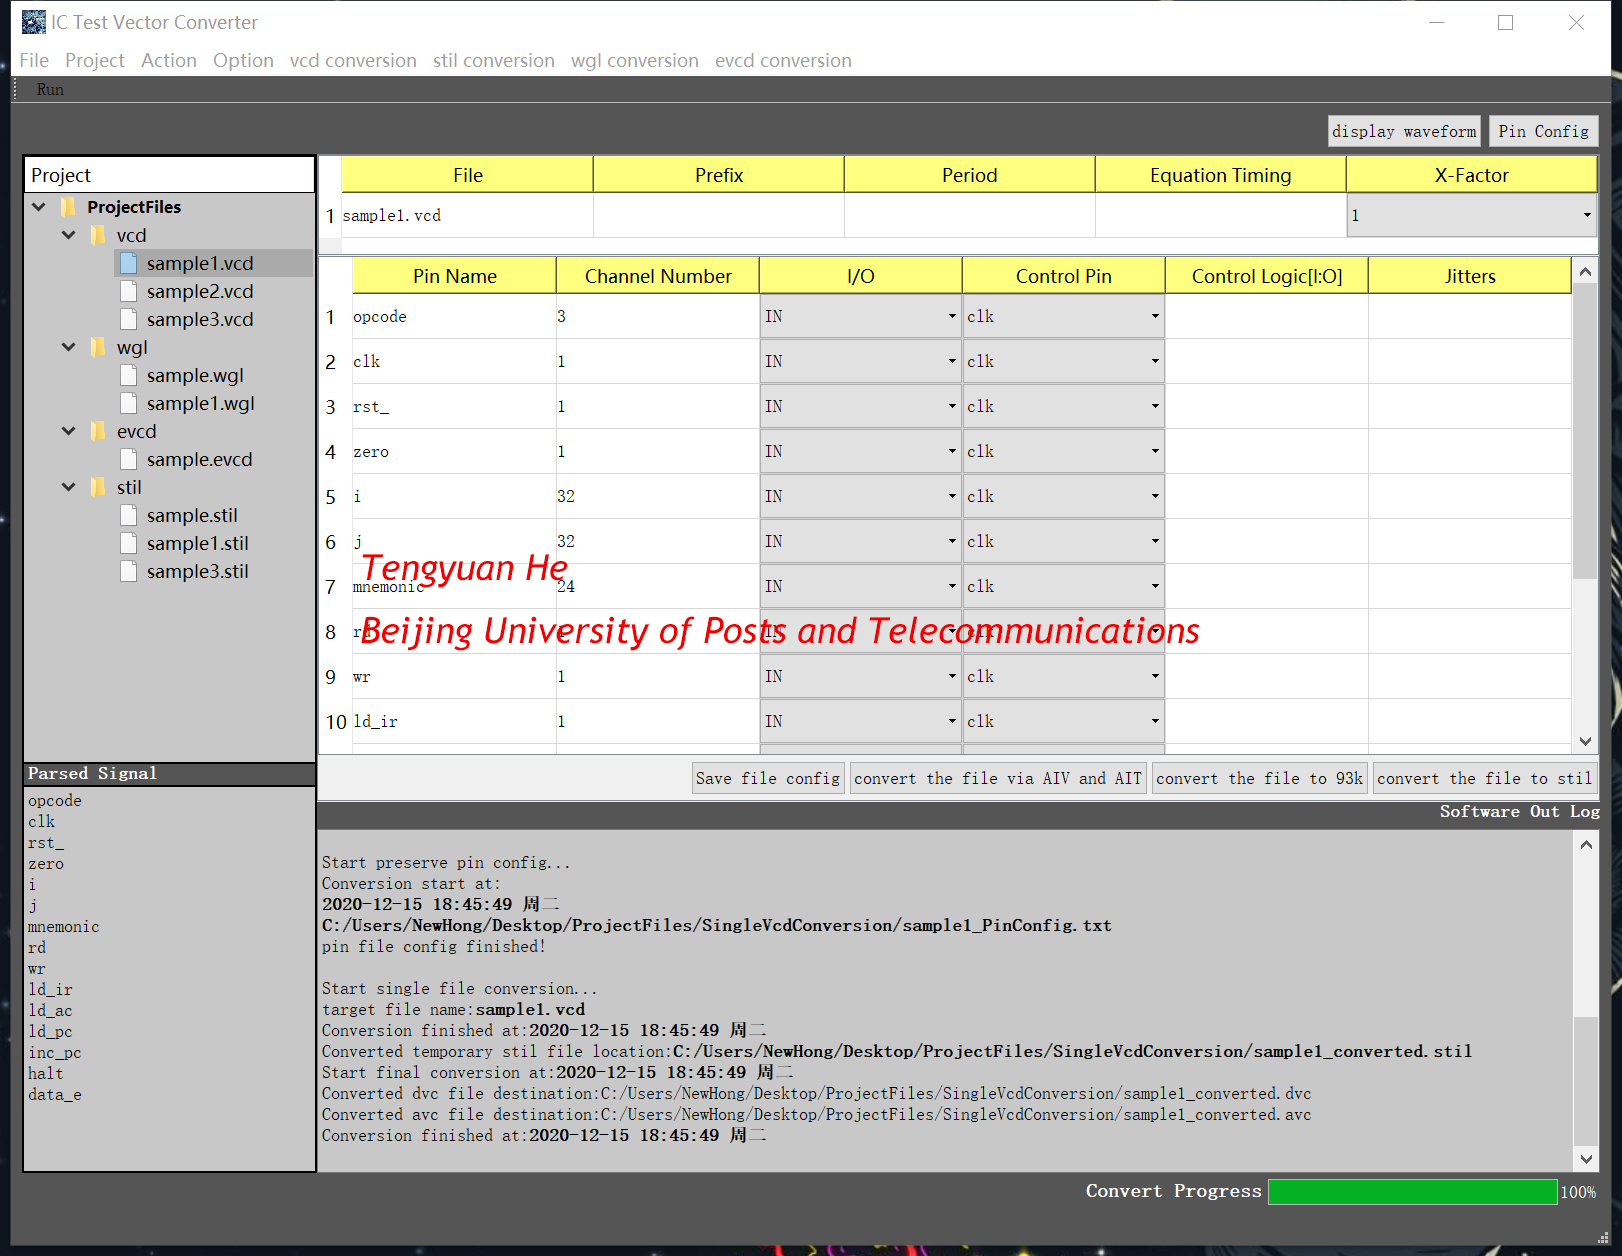 IC Test Vector Converter
File Project Action Option vcd conversion stil conversion wgl conversion evcd conversion
Run
display waveform Pin Config
Project
ProjectFiles
vcd
sample1.vcd
sample2.vcd
sample3.vcd
wgl
sample.wgl
sample1.wgl
evcd
sample.evcd
stil
sample.stil
sample1.stil
sample3.stil
File Prefix Period Equation Timing X-Factor
1 sample1.vcd 1
Pin Name Channel Number I/O Control Pin Control Logic[I:O] Jitters
1 opcode 3 IN clk
2 clk 1 IN clk
3 rst_ 1 IN clk
4 zero 1 IN clk
5 i 32 IN clk
6 j 32 IN clk
Tengyuan He
7 mnemonic 24 IN clk
8 rd IN clk
Beijing University of Posts and Telecommunications
9 wr 1 IN clk
10 ld_ir 1 IN clk
Save file config convert the file via AIV and AIT convert the file to 93k convert the file to stil
Parsed Signal
opcode
clk
rst_
zero
i
j
mnemonic
rd
wr
ld_ir
ld_ac
ld_pc
inc_pc
halt
data_e
Software Out Log
Start preserve pin config...
Conversion start at:
2020-12-15 18:45:49 周二
C:/Users/NewHong/Desktop/ProjectFiles/SingleVcdConversion/sample1_PinConfig.txt
pin file config finished!
Start single file conversion...
target file name:sample1.vcd
Conversion finished at:2020-12-15 18:45:49 周二
Converted temporary stil file location:C:/Users/NewHong/Desktop/ProjectFiles/SingleVcdConversion/sample1_converted.stil
Start final conversion at:2020-12-15 18:45:49 周二
Converted dvc file destination:C:/Users/NewHong/Desktop/ProjectFiles/SingleVcdConversion/sample1_converted.dvc
Converted avc file destination:C:/Users/NewHong/Desktop/ProjectFiles/SingleVcdConversion/sample1_converted.avc
Conversion finished at:2020-12-15 18:45:49 周二
Convert Progress 100%